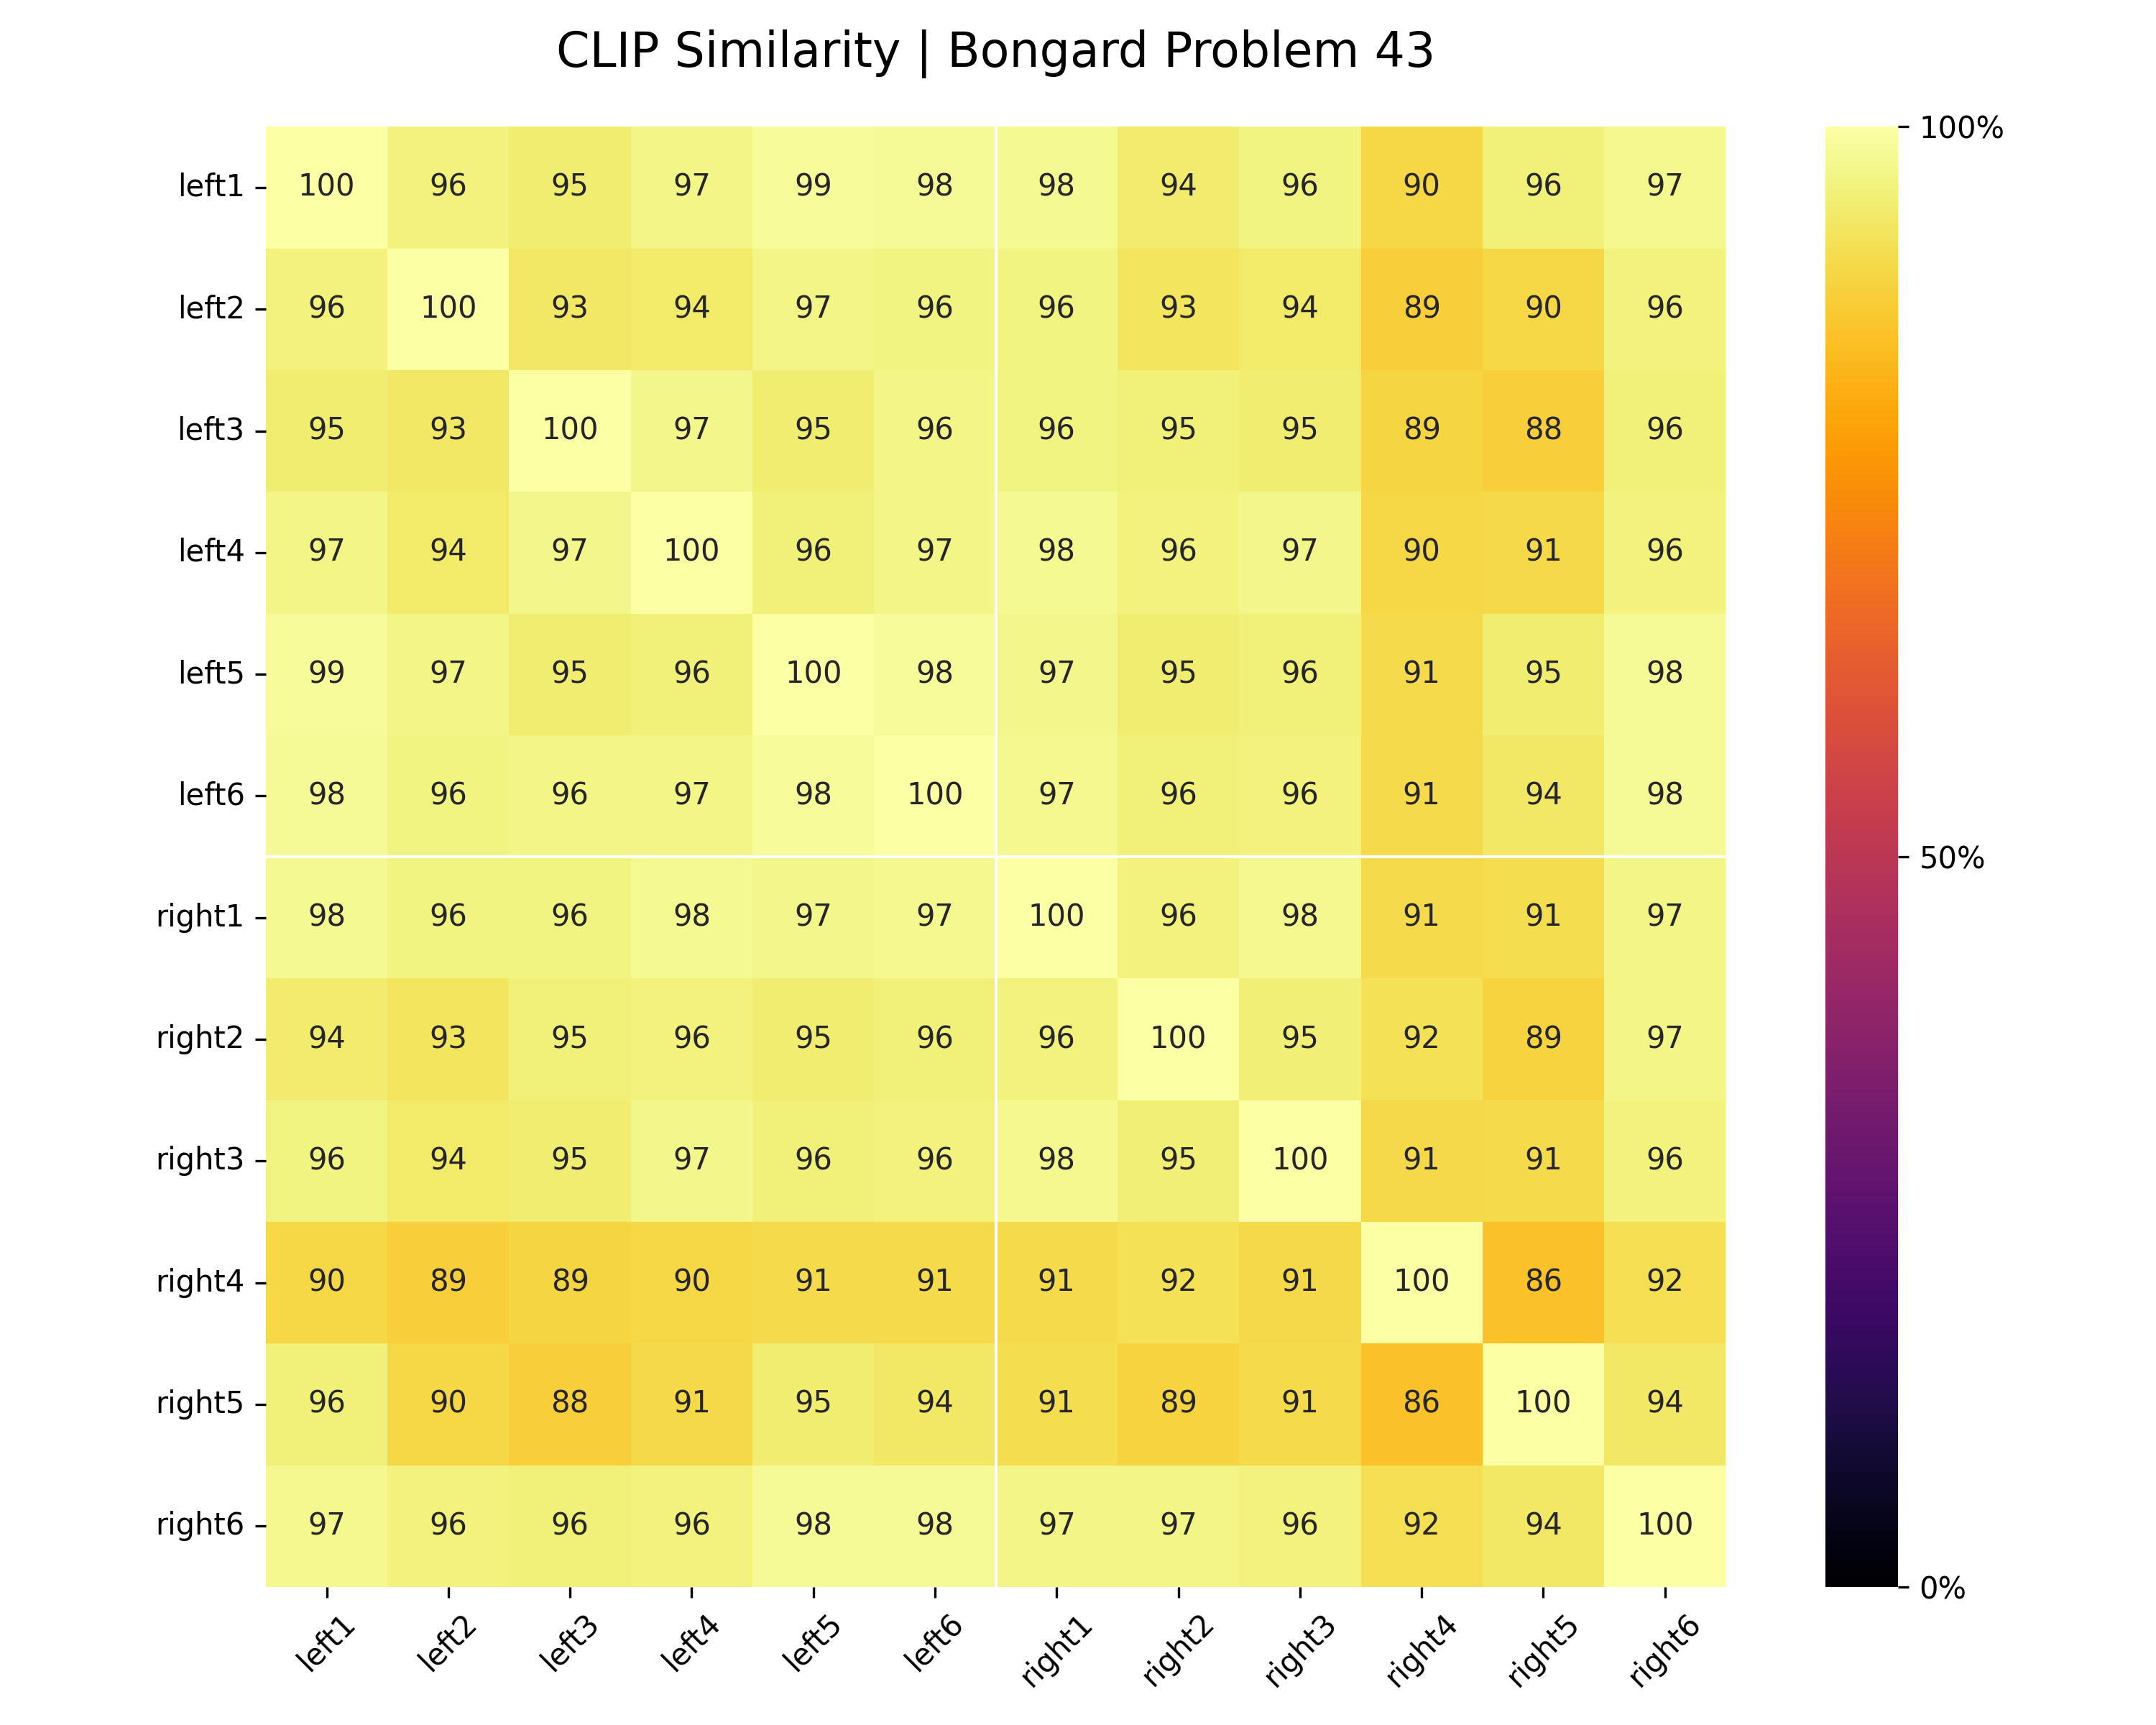 CLIP Similarity | Bongard Problem 43
left1 100 96 95 97 99 98 98 94 96 90 96 97
left2 96 100 93 94 97 96 96 93 94 89 90 96
left3 95 93 100 97 95 96 96 95 95 89 88 96
left4 97 94 97 100 96 97 98 96 97 90 91 96
left5 99 97 95 96 100 98 97 95 96 91 95 98
left6 98 96 96 97 98 100 97 96 96 91 94 98
right1 98 96 96 98 97 97 100 96 98 91 91 97
right2 94 93 95 96 95 96 96 100 95 92 89 97
right3 96 94 95 97 96 96 98 95 100 91 91 96
right4 90 89 89 90 91 91 91 92 91 100 86 92
right5 96 90 88 91 95 94 91 89 91 86 100 94
right6 97 96 96 96 98 98 97 97 96 92 94 100
left1 left2 left3 left4 left5 left6 right1 right2 right3 right4 right5 right6
100%
50%
0%